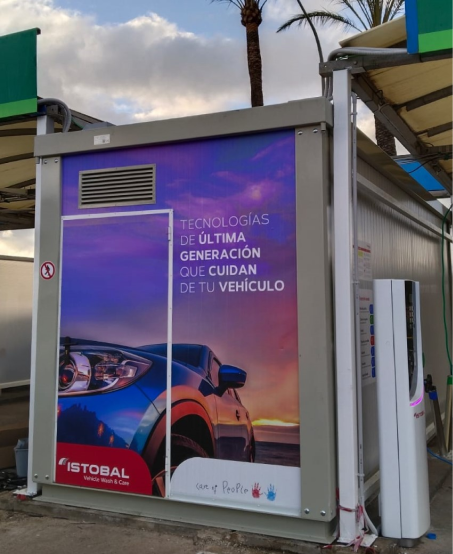 TECNOLOGÍAS
DE ÚLTIMA
GENERACIÓN
QUE CUIDAN
DE TU VEHÍCULO
ISTOBAL
Vehicle Wash & Care
care of People